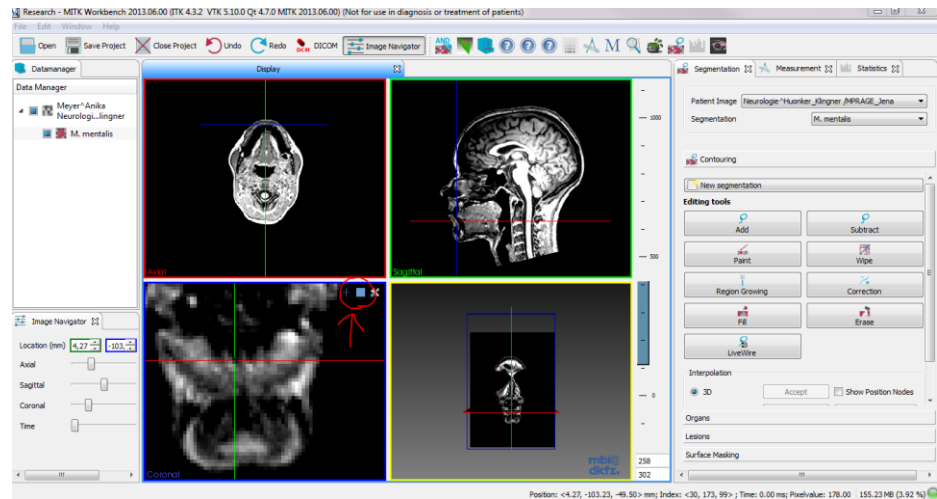 Research - MITK Workbench 2013.06.00 (ITK 4.3.2 VTK 5.10.0 Qt 4.7.0 MITK 2013.06.00) (Not for use in diagnosis or treatment of patients)
File Edit Window Help
Open Save Project Close Project Undo Redo DCM DICOM Image Navigator
Datamanager
Display
Segmentation Measurement Statistics
Data Manager
Meyer^Anika
Neurologi...lingner
M. mentalis
Patient Image Neurologie^Huonker_Klingner /MPRAGE_Jena
Segmentation M. mentalis
Contouring
New segmentation
Editing tools
Add Subtract
Paint Wipe
Region Growing Correction
Fill Erase
LiveWire
Interpolation
3D Accept Show Position Nodes
Organs
Lesions
Surface Masking
Axial
Sagittal
Coronal
mbi@
dkfz.
1000
500
0
258
302
Image Navigator
Location (mm) 4,27 -103,
Axial
Sagittal
Coronal
Time
Position: <4.27, -103.23, -49.50> mm; Index: <30, 173, 99> ; Time: 0.00 ms; Pixelvalue: 178.00 155.23 MB (3.92 %)